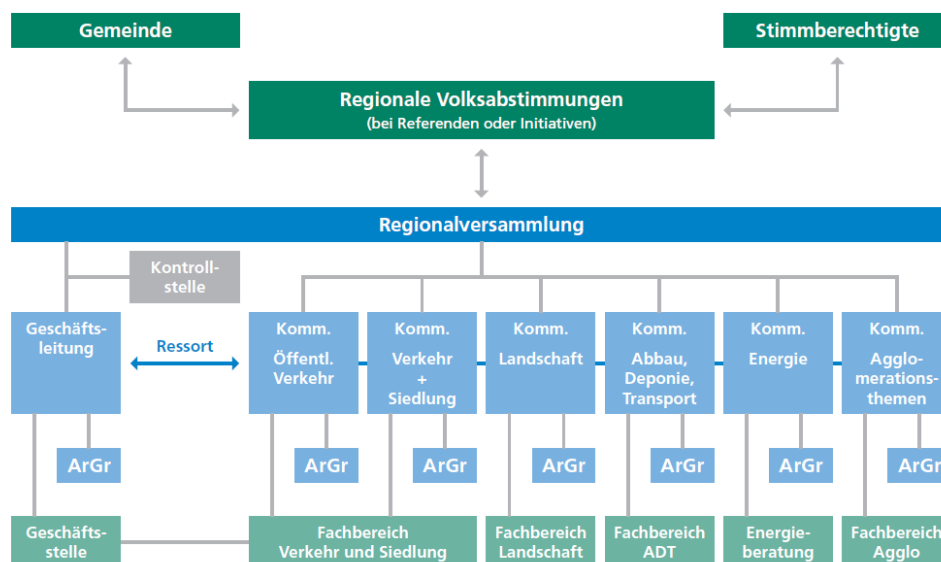 Gemeinde
Stimmberechtigte
Regionale Volksabstimmungen
(bei Referenden oder Initiativen)
Regionalversammlung
Kontroll-
stelle
Geschäfts-
leitung
Ressort
Komm.
Öffentl.
Verkehr
Komm.
Verkehr
+
Siedlung
Komm.
Landschaft
Komm.
Abbau,
Deponie,
Transport
Komm.
Energie
Komm.
Agglo-
merations-
themen
ArGr
ArGr
ArGr
ArGr
ArGr
ArGr
ArGr
Geschäfts-
stelle
Fachbereich
Verkehr und Siedlung
Fachbereich
Landschaft
Fachbereich
ADT
Energie-
beratung
Fachbereich
Agglo